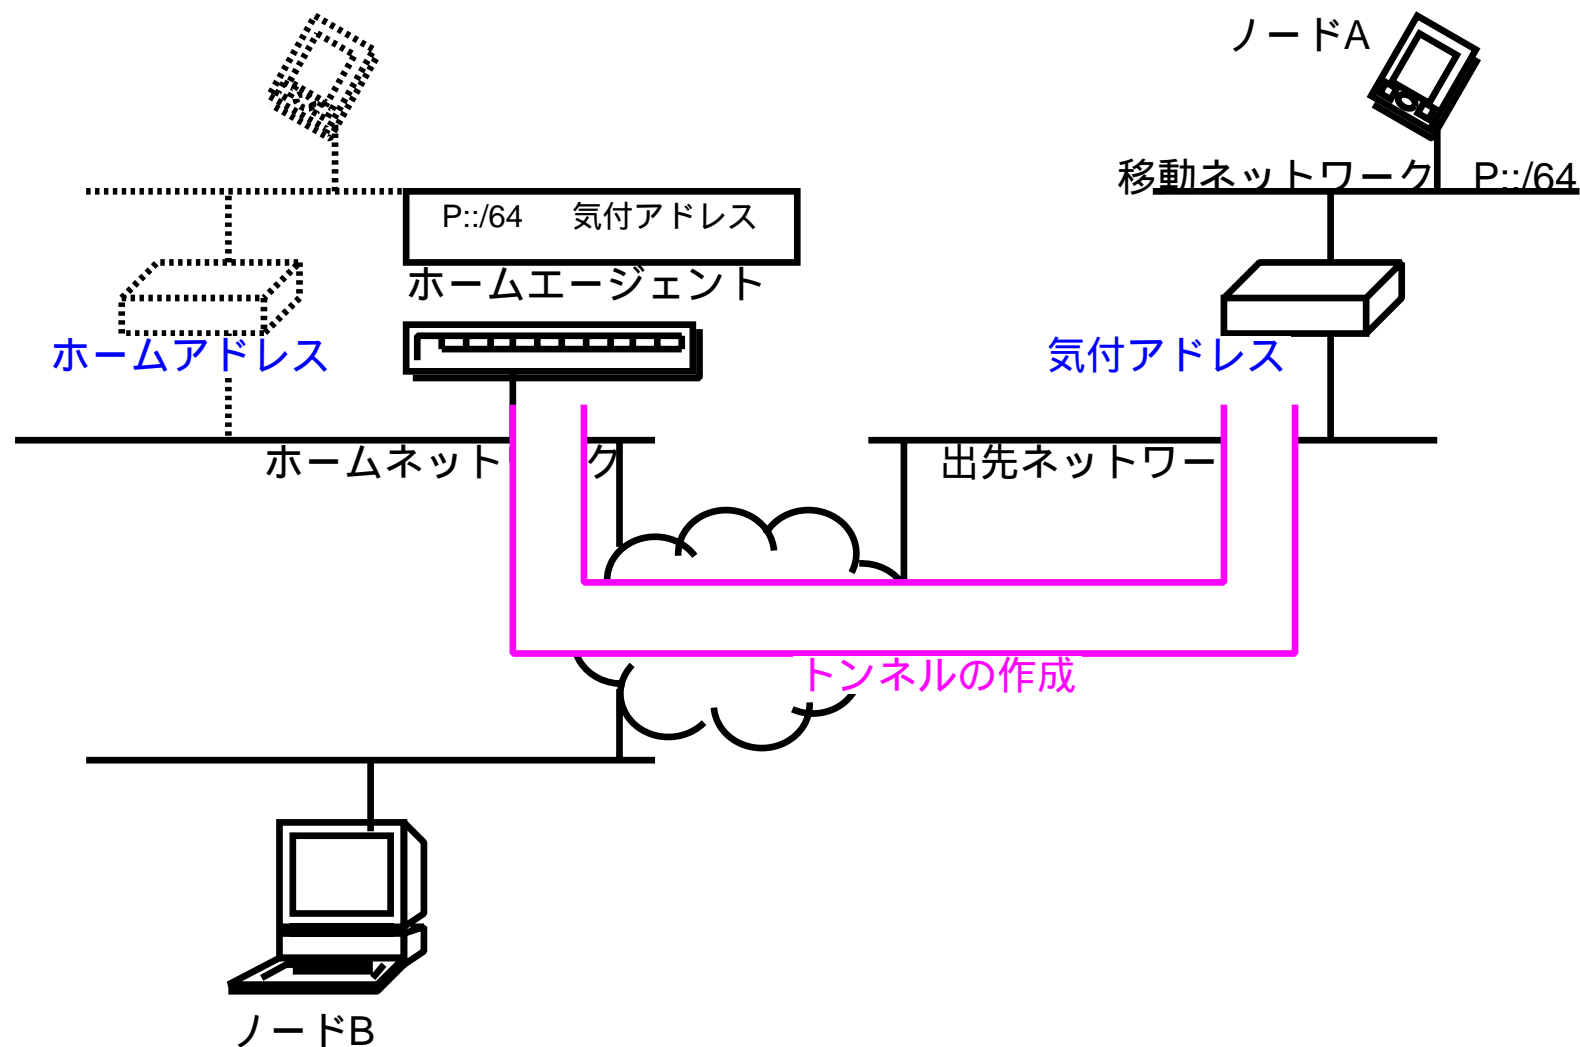 ノードA
移動ネットワーク P::/64
P::/64 気付アドレス
ホームエージェント
ホームアドレス
気付アドレス
ホームネット ク
出先ネットワー
トンネルの作成
ノードB